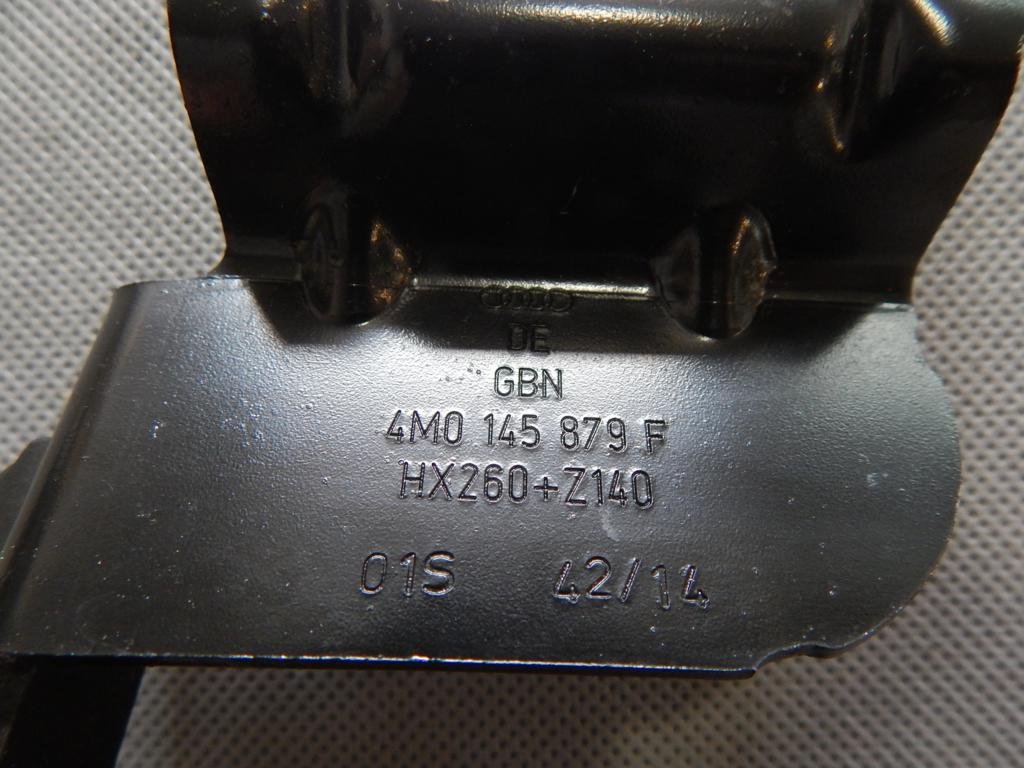 DE
GBN
4M0 145 879 F
HX260+Z140
01S 42/14